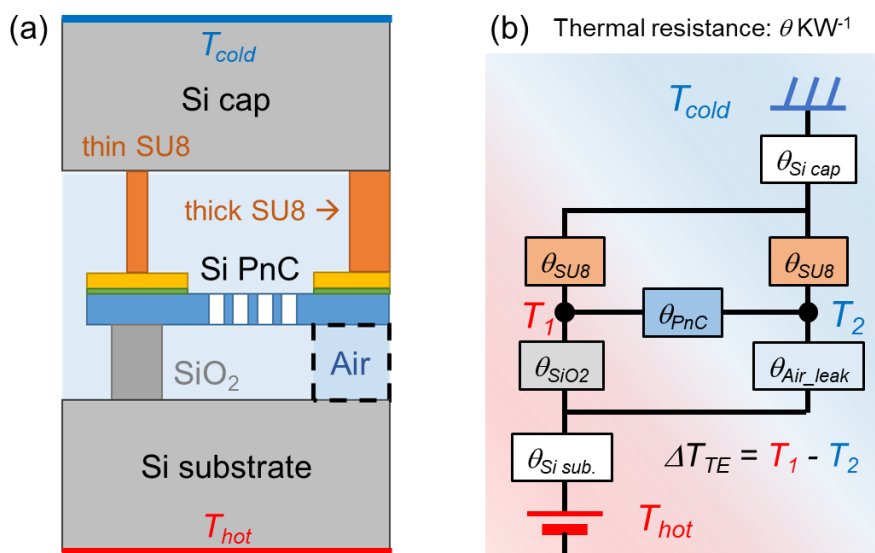 (a)
T_cold
Si cap
thin SU8
thick SU8 →
Si PnC
SiO₂
Air
Si substrate
T_hot
(b) Thermal resistance: θ KW⁻¹
T_cold
θ_Si cap
θ_SU8 θ_SU8
T₁ θ_PnC T₂
θ_SiO2 θ_Air_leak
θ_Si sub. ΔT_TE = T₁ - T₂
T_hot